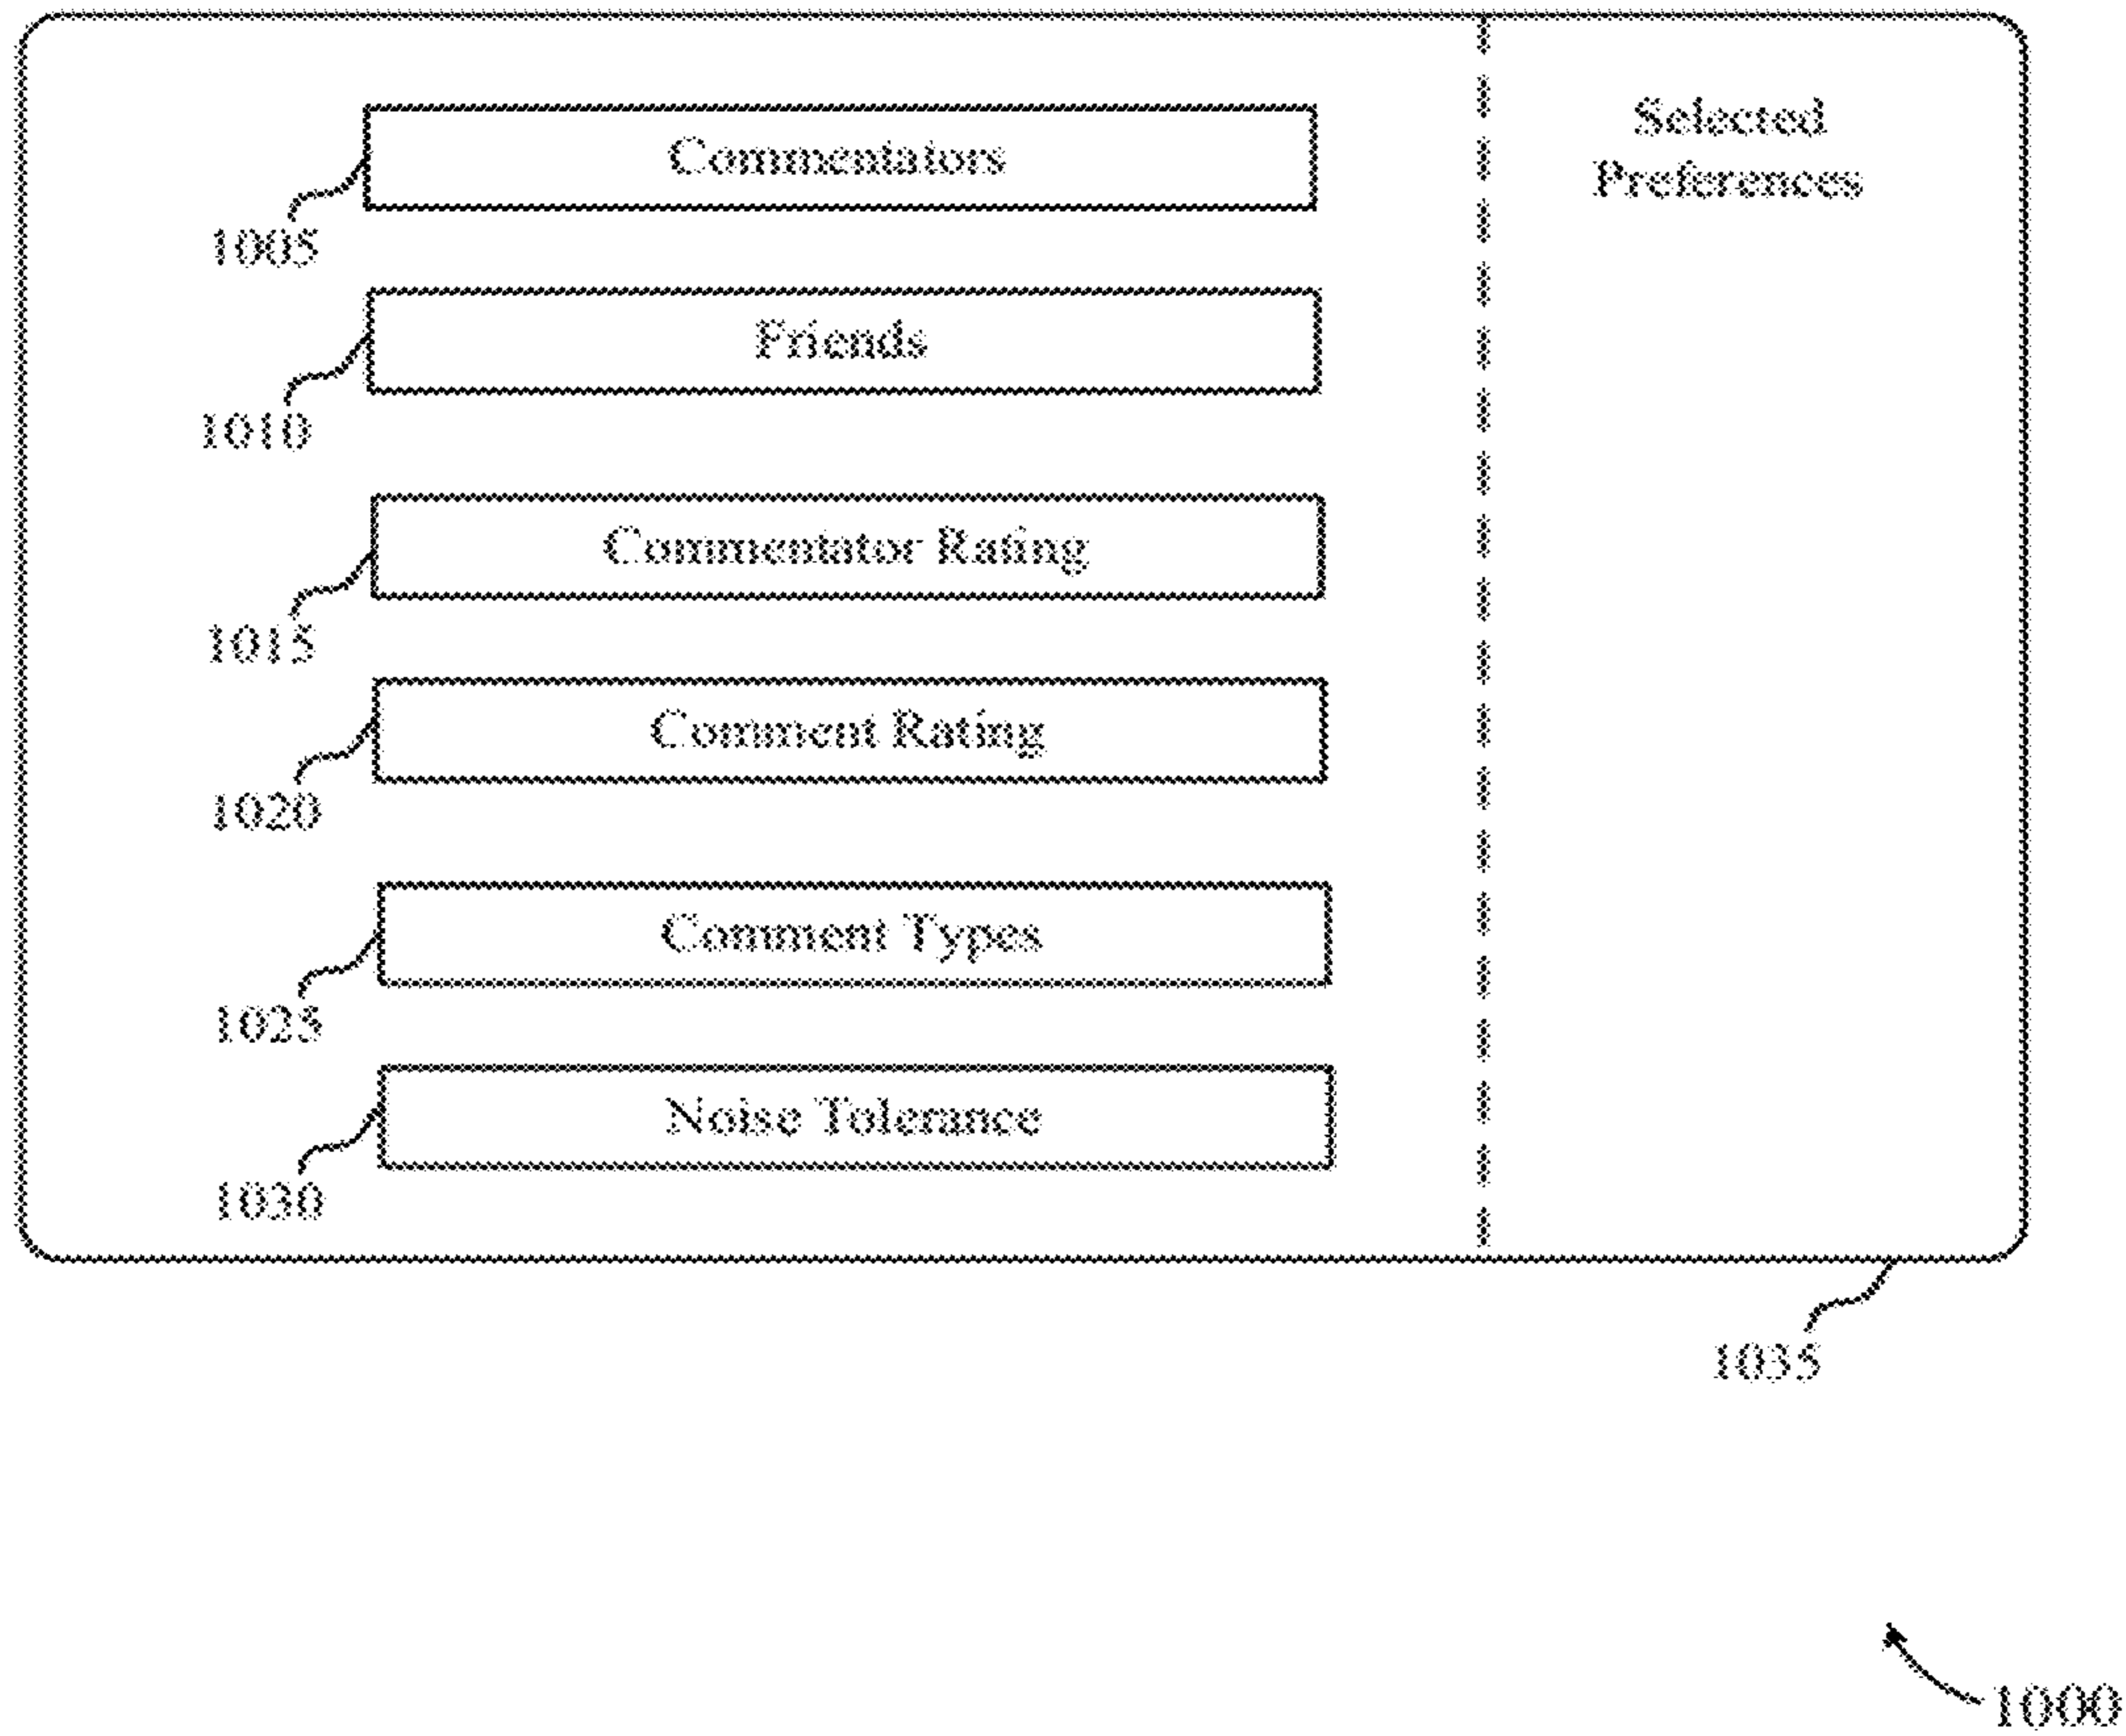 Commentators
Selected
Preferences
1005
Friends
1010
Commentator Rating
1015
Comment Rating
1020
Comment Types
1025
Noise Tolerance
1030
1035
1000